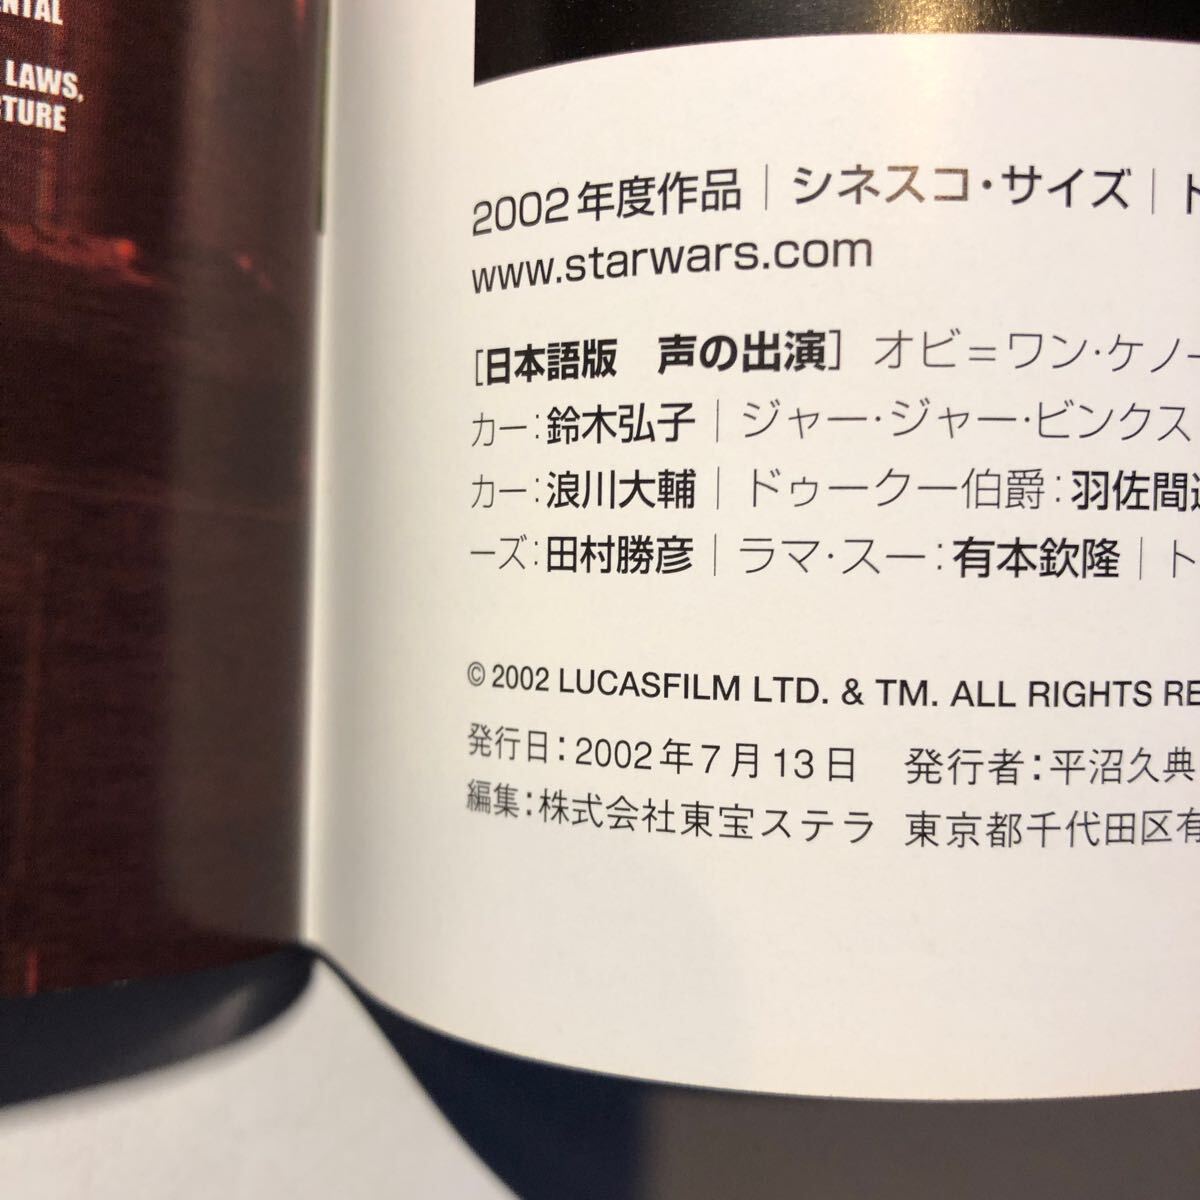 ENTAL
LAWS,
CTURE
2002年度作品｜シネスコ・サイズ｜ド
www.starwars.com
[日本語版　声の出演] オビ＝ワン・ケノー
カー：鈴木弘子｜ジャー・ジャー・ビンクス
カー：浪川大輔｜ドゥークー伯爵：羽佐間道
ーズ：田村勝彦｜ラマ・スー：有本欽隆｜ト
© 2002 LUCASFILM LTD. & TM. ALL RIGHTS RE
発行日：2002年7月13日　発行者：平沼久典
編集：株式会社東宝ステラ　東京都千代田区有